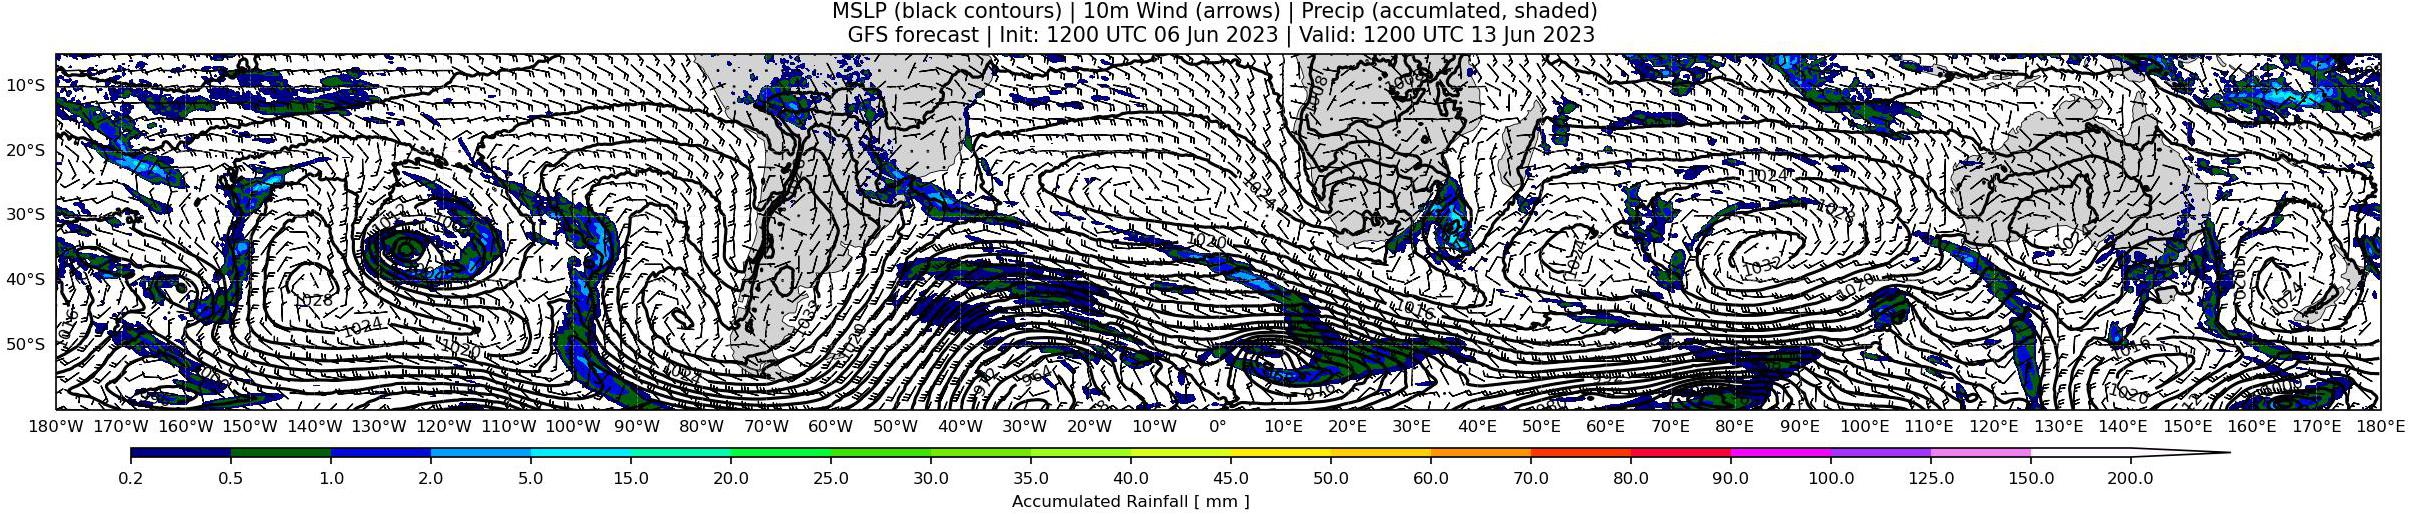 MSLP (black contours) | 10m Wind (arrows) | Precip (accumlated, shaded)
GFS forecast | Init: 1200 UTC 06 Jun 2023 | Valid: 1200 UTC 13 Jun 2023
10°S
20°S
30°S
40°S
50°S
1008
1024
1024
1028
1020
1024
1032
1028
1020
1020
1024
1016
1024
1020
1020
1024
1016
964
1020
180°W 170°W 160°W 150°W 140°W 130°W 120°W 110°W 100°W 90°W 80°W 70°W 60°W 50°W 40°W 30°W 20°W 10°W 0° 10°E 20°E 30°E 40°E 50°E 60°E 70°E 80°E 90°E 100°E 110°E 120°E 130°E 140°E 150°E 160°E 170°E 180°E
0.2 0.5 1.0 2.0 5.0 15.0 20.0 25.0 30.0 35.0 40.0 45.0 50.0 60.0 70.0 80.0 90.0 100.0 125.0 150.0 200.0
Accumulated Rainfall [ mm ]